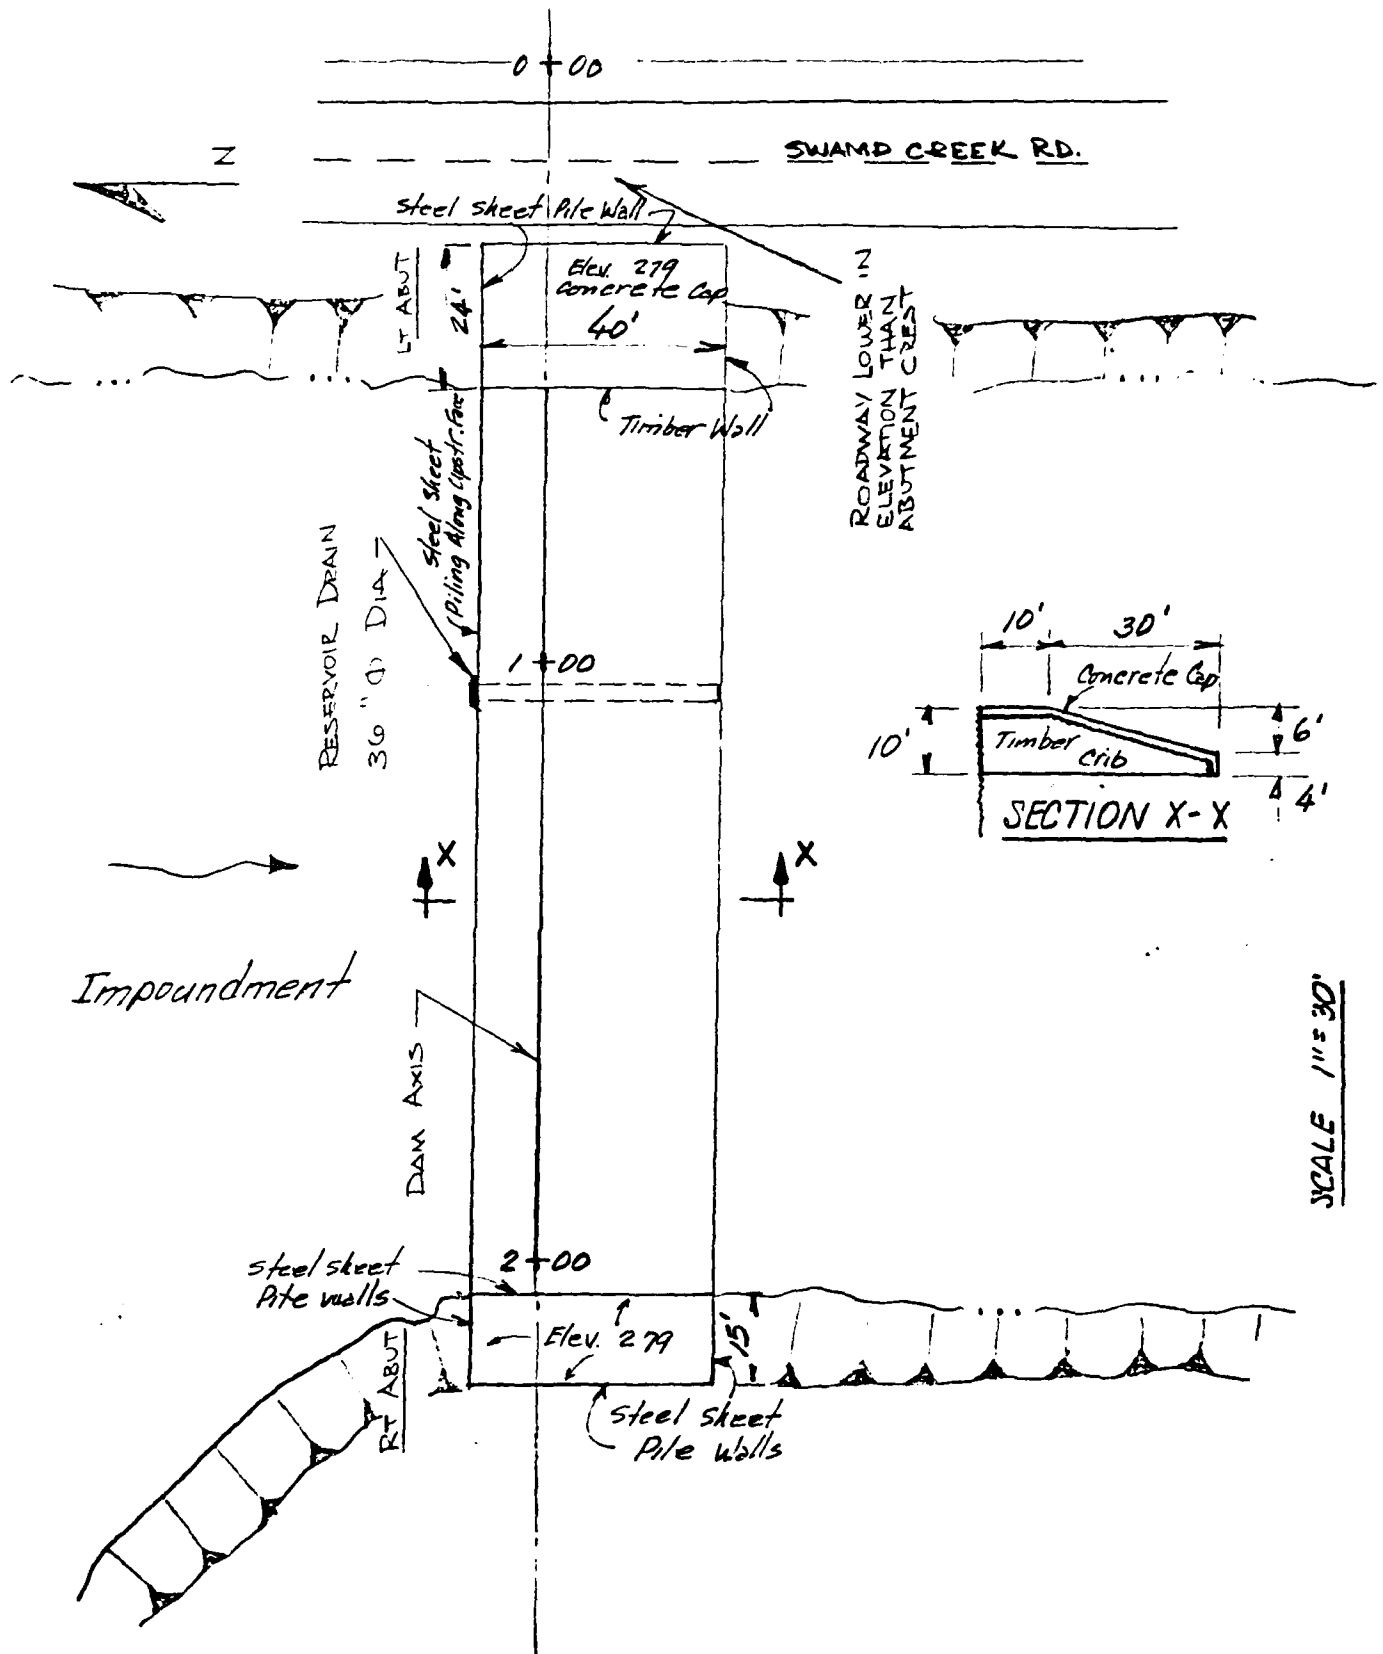 0+00
N
SWAMP CREEK RD.
Steel Sheet Pile Wall
LT ABUT
24'
Elev. 279
Concrete Cap
40'
Timber Wall
ROADWAY LOWER IN
ELEVATION THAN
ABUTMENT CREST
Steel Sheet
Piling Along Upstr. Face
RESERVOIR DRAIN
36" Ф DIA
1+00
10'
30'
Concrete Cap
10'
Timber
Crib
6'
4'
SECTION X-X
X
X
Impoundment
DAM AXIS
SCALE 1"=30'
2+00
Steel Sheet
Pile Walls
Elev. 279
15'
RT ABUT
Steel Sheet
Pile Walls